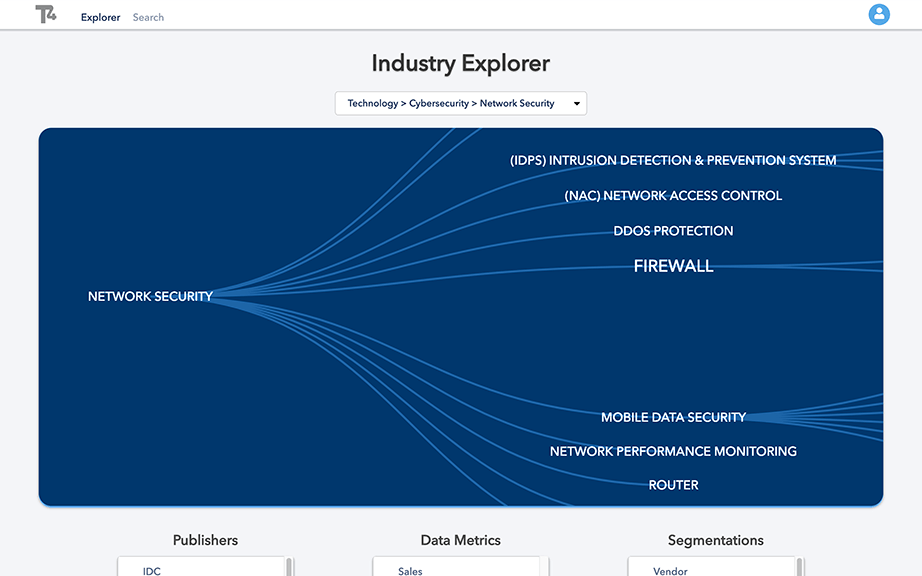 T4 Explorer Search
Industry Explorer
Technology > Cybersecurity > Network Security
(IDPS) INTRUSION DETECTION & PREVENTION SYSTEM
(NAC) NETWORK ACCESS CONTROL
DDOS PROTECTION
FIREWALL
NETWORK SECURITY
MOBILE DATA SECURITY
NETWORK PERFORMANCE MONITORING
ROUTER
Publishers Data Metrics Segmentations
IDC Sales Vendor